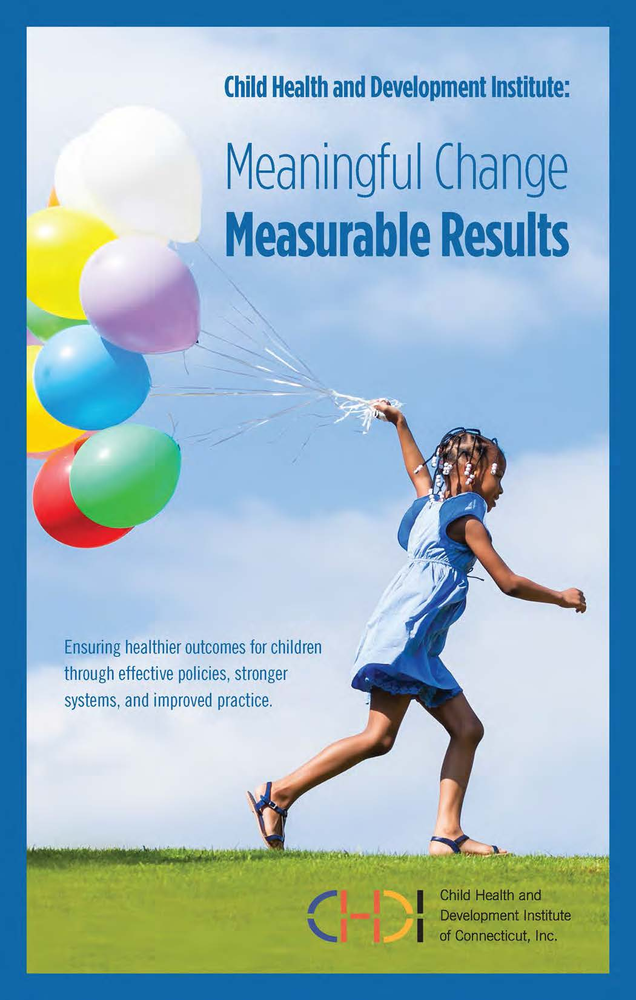 Child Health and Development Institute:
Meaningful Change
Measurable Results
Ensuring healthier outcomes for children
through effective policies, stronger
systems, and improved practice.
CHDI
Child Health and
Development Institute
of Connecticut, Inc.